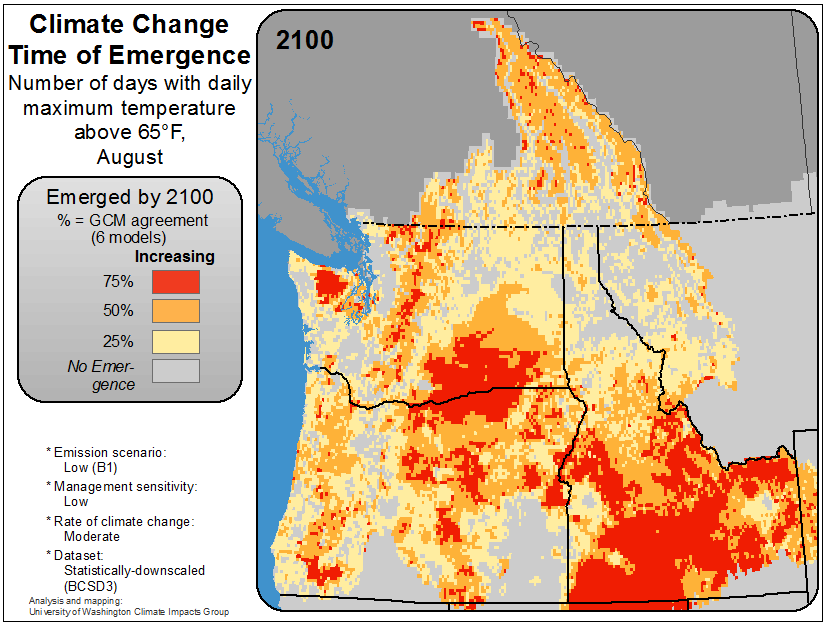 Climate Change
Time of Emergence
Number of days with daily
maximum temperature
above 65°F,
August
2100
Emerged by 2100
% = GCM agreement
(6 models)
Increasing
75%
50%
25%
No Emer-
gence
* Emission scenario:
Low (B1)
* Management sensitivity:
Low
* Rate of climate change:
Moderate
* Dataset:
Statistically-downscaled
(BCSD3)
Analysis and mapping:
University of Washington Climate Impacts Group